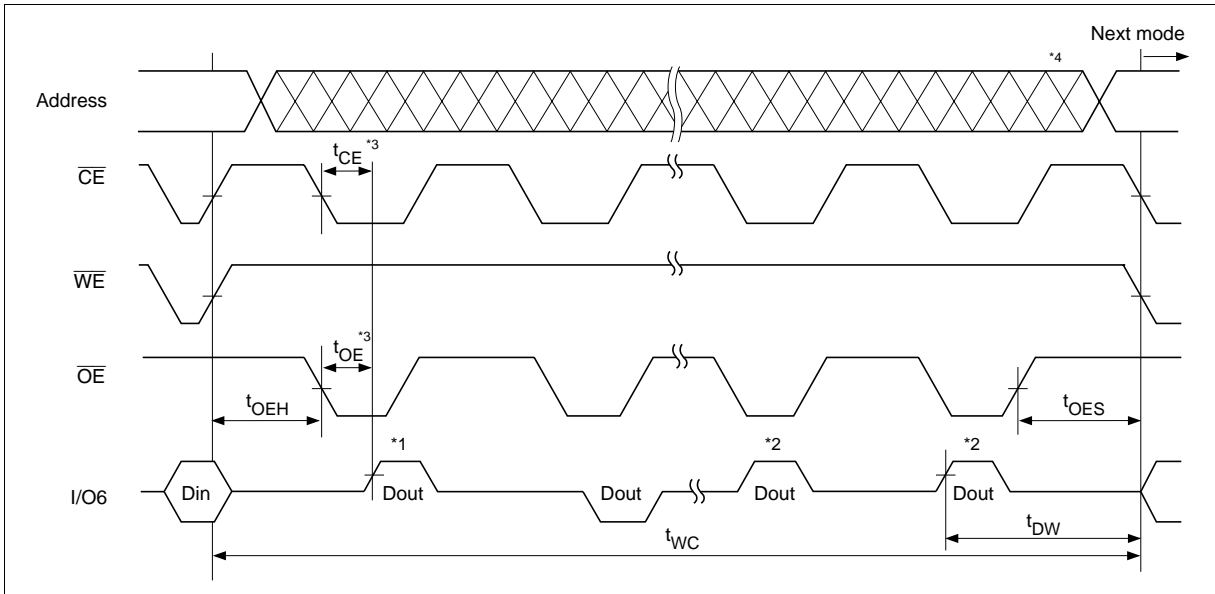 Next mode
*4
Address
tCE *3
CE
WE
tOE *3
OE
tOEH
tOES
*1
*2
*2
Din
Dout
Dout
Dout
Dout
I/O6
tDW
tWC